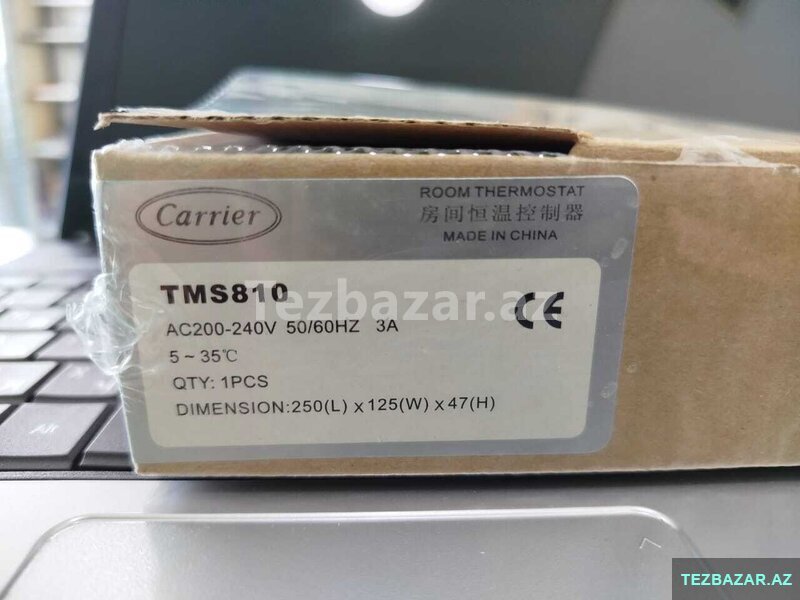 Carrier
ROOM THERMOSTAT
房间恒温控制器
MADE IN CHINA
TMS810
Tezbazar.az
CE
AC200-240V 50/60HZ 3A
5~35℃
QTY: 1PCS
DIMENSION:250(L) x 125(W) x 47(H)
TEZBAZAR.AZ